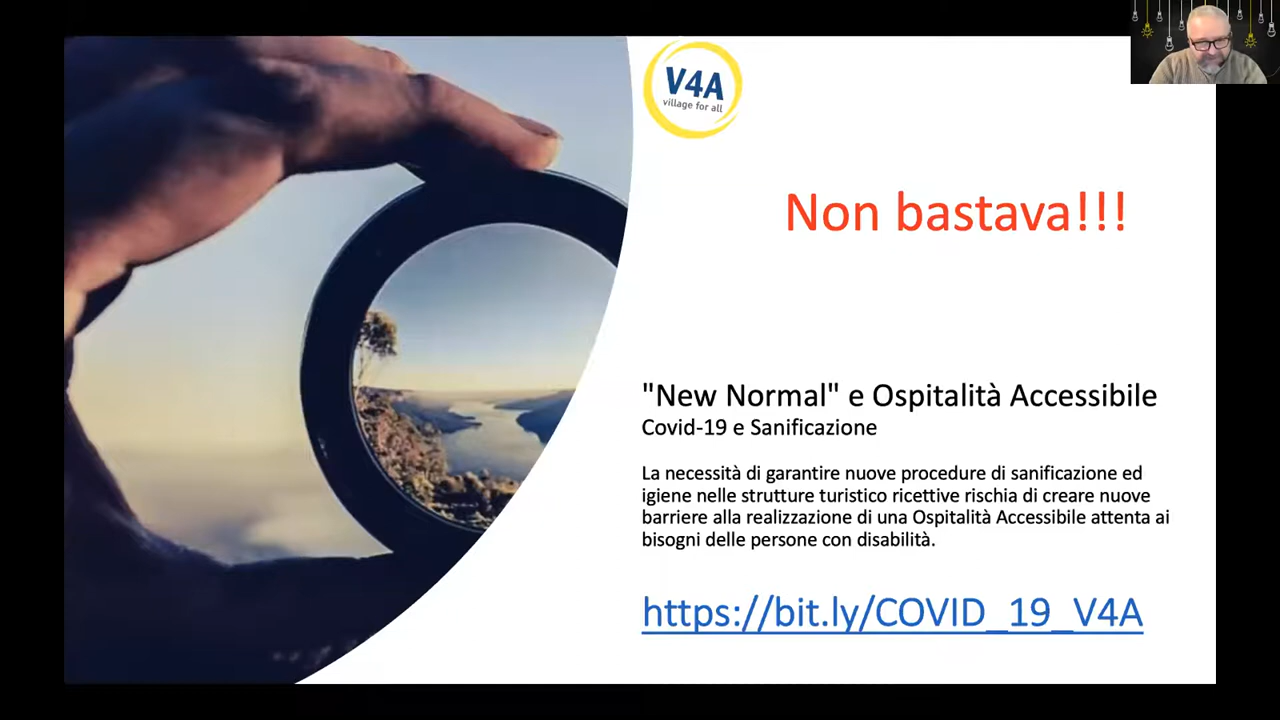 V4A
village for all
Non bastava!!!
"New Normal" e Ospitalità Accessibile
Covid-19 e Sanificazione
La necessità di garantire nuove procedure di sanificazione ed
igiene nelle strutture turistico ricettive rischia di creare nuove
barriere alla realizzazione di una Ospitalità Accessibile attenta ai
bisogni delle persone con disabilità.
https://bit.ly/COVID_19_V4A